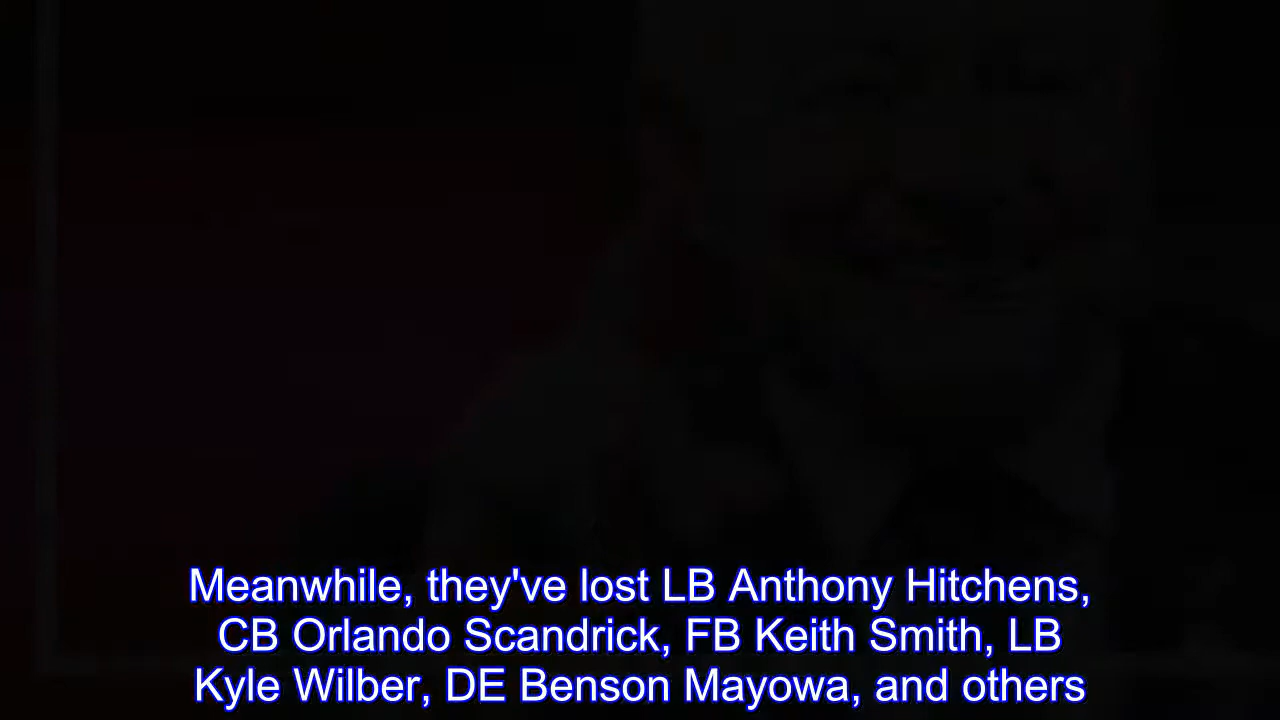 Meanwhile, they've lost LB Anthony Hitchens,
CB Orlando Scandrick, FB Keith Smith, LB
Kyle Wilber, DE Benson Mayowa, and others